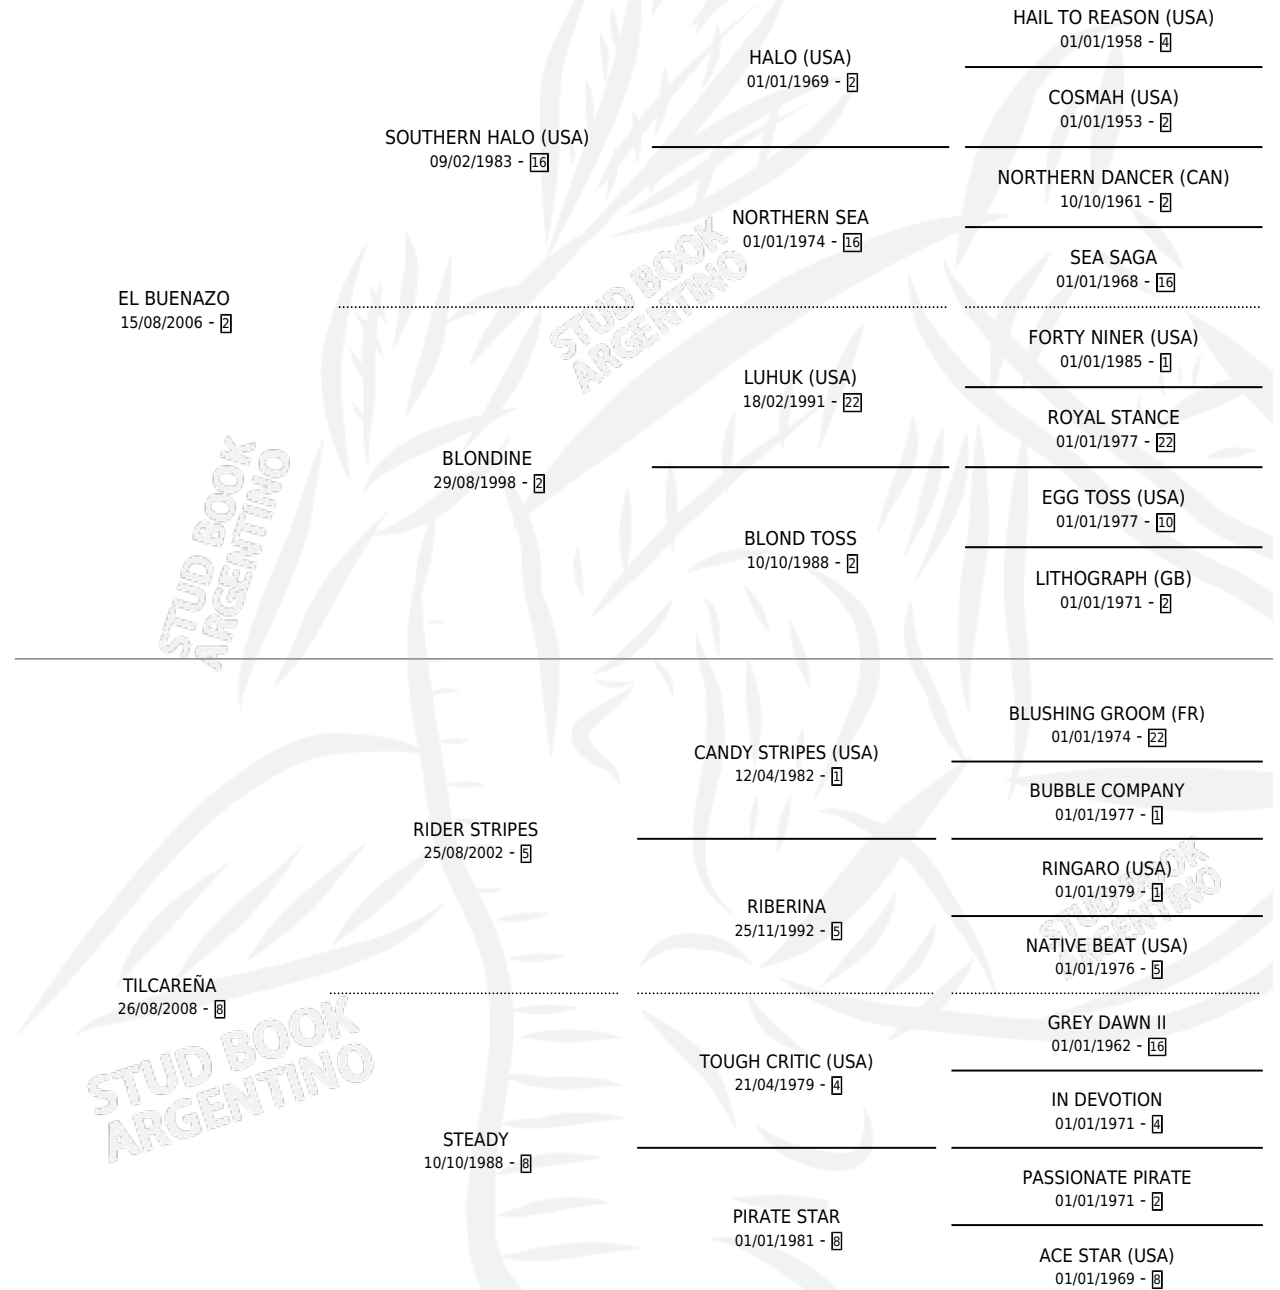 HAIL TO REASON (USA)
01/01/1958 - 4
HALO (USA)
01/01/1969 - 2
COSMAH (USA)
01/01/1953 - 2
SOUTHERN HALO (USA)
09/02/1983 - 16
NORTHERN DANCER (CAN)
10/10/1961 - 2
NORTHERN SEA
01/01/1974 - 16
SEA SAGA
01/01/1968 - 16
EL BUENAZO
15/08/2006 - 2
FORTY NINER (USA)
01/01/1985 - 1
LUHUK (USA)
18/02/1991 - 22
ROYAL STANCE
01/01/1977 - 22
BLONDINE
29/08/1998 - 2
EGG TOSS (USA)
01/01/1977 - 10
BLOND TOSS
10/10/1988 - 2
LITHOGRAPH (GB)
01/01/1971 - 2
BLUSHING GROOM (FR)
01/01/1974 - 22
CANDY STRIPES (USA)
12/04/1982 - 1
BUBBLE COMPANY
01/01/1977 - 1
RIDER STRIPES
25/08/2002 - 5
RINGARO (USA)
01/01/1979 - 1
RIBERINA
25/11/1992 - 5
NATIVE BEAT (USA)
01/01/1976 - 5
TILCAREÑA
26/08/2008 - 8
GREY DAWN II
01/01/1962 - 16
TOUGH CRITIC (USA)
21/04/1979 - 4
IN DEVOTION
01/01/1971 - 4
STEADY
10/10/1988 - 8
PASSIONATE PIRATE
01/01/1971 - 2
PIRATE STAR
01/01/1981 - 8
ACE STAR (USA)
01/01/1969 - 8
STUD BOOK
ARGENTINO
STUD BOOK
ARGENTINO
STUD BOOK
ARGENTINO
STUD BOOK
ARGENTINO